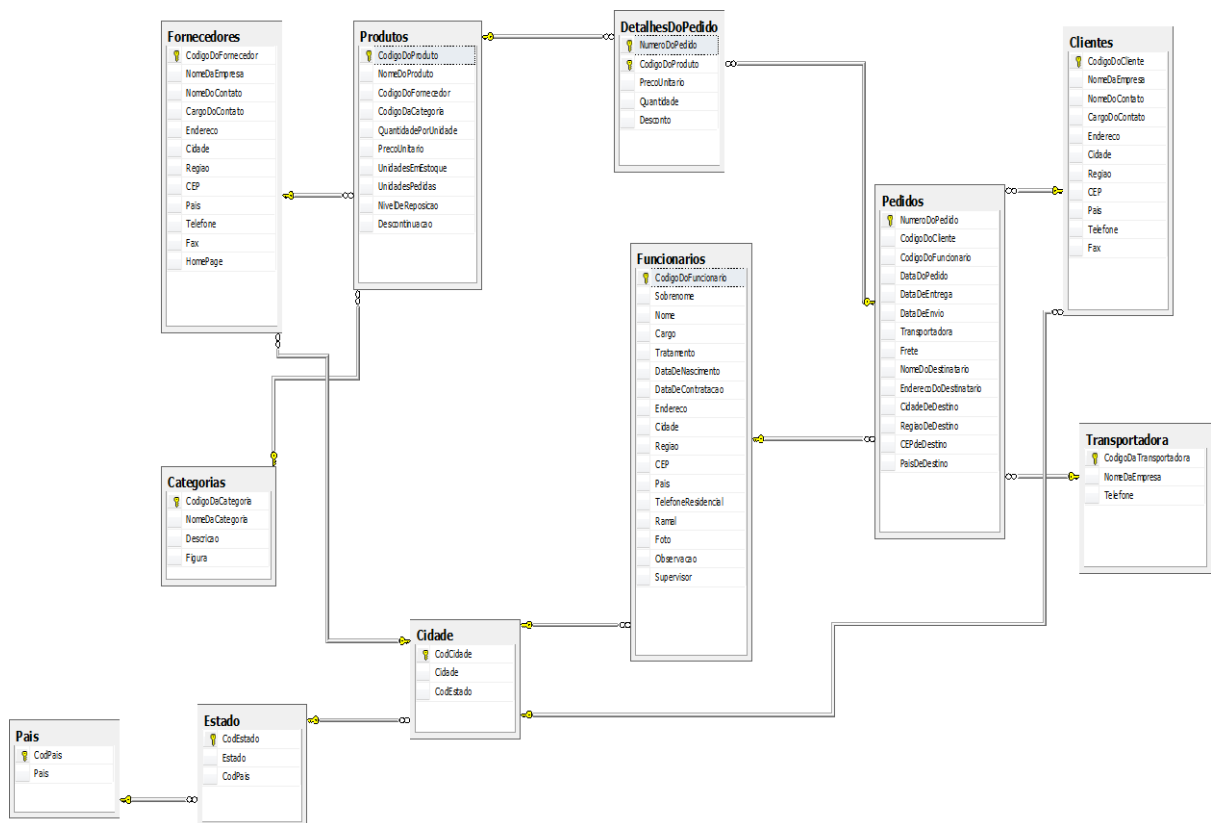 Fornecedores
CodigoDoFornecedor
NomeDaEmpresa
NomeDoContato
CargoDoContato
Endereco
Cidade
Regiao
CEP
Pais
Telefone
Fax
HomePage
Produtos
CodigoDoProduto
NomeDoProduto
CodigoDoFornecedor
CodigoDaCategoria
QuantidadePorUnidade
PrecoUnitario
UnidadesEmEstoque
UnidadesPedidas
NivelDeReposicao
Descontinuacao
DetalhesDoPedido
NumeroDoPedido
CodigoDoProduto
PrecoUnitario
Quantidade
Desconto
Clientes
CodigoDoCliente
NomeDaEmpresa
NomeDoContato
CargoDoContato
Endereco
Cidade
Regiao
CEP
Pais
Telefone
Fax
Pedidos
NumeroDoPedido
CodigoDoCliente
CodigoDoFuncionario
DataDoPedido
DataDeEntrega
DataDeEnvio
Transportadora
Frete
NomeDoDestinatario
EnderecoDoDestinatario
CidadeDeDestino
RegiaoDeDestino
CEPdeDestino
PaisDeDestino
Funcionarios
CodigoDoFuncionario
Sobrenome
Nome
Cargo
Tratamento
DataDeNascimento
DataDeContratacao
Endereco
Cidade
Regiao
CEP
Pais
TelefoneResidencial
Ramal
Foto
Observacao
Supervisor
Transportadora
CodigoDaTransportadora
NomeDaEmpresa
Telefone
Categorias
CodigoDaCategoria
NomeDaCategoria
Descricao
Figura
Cidade
CodCidade
Cidade
CodEstado
Estado
CodEstado
Estado
CodPais
Pais
CodPais
Pais